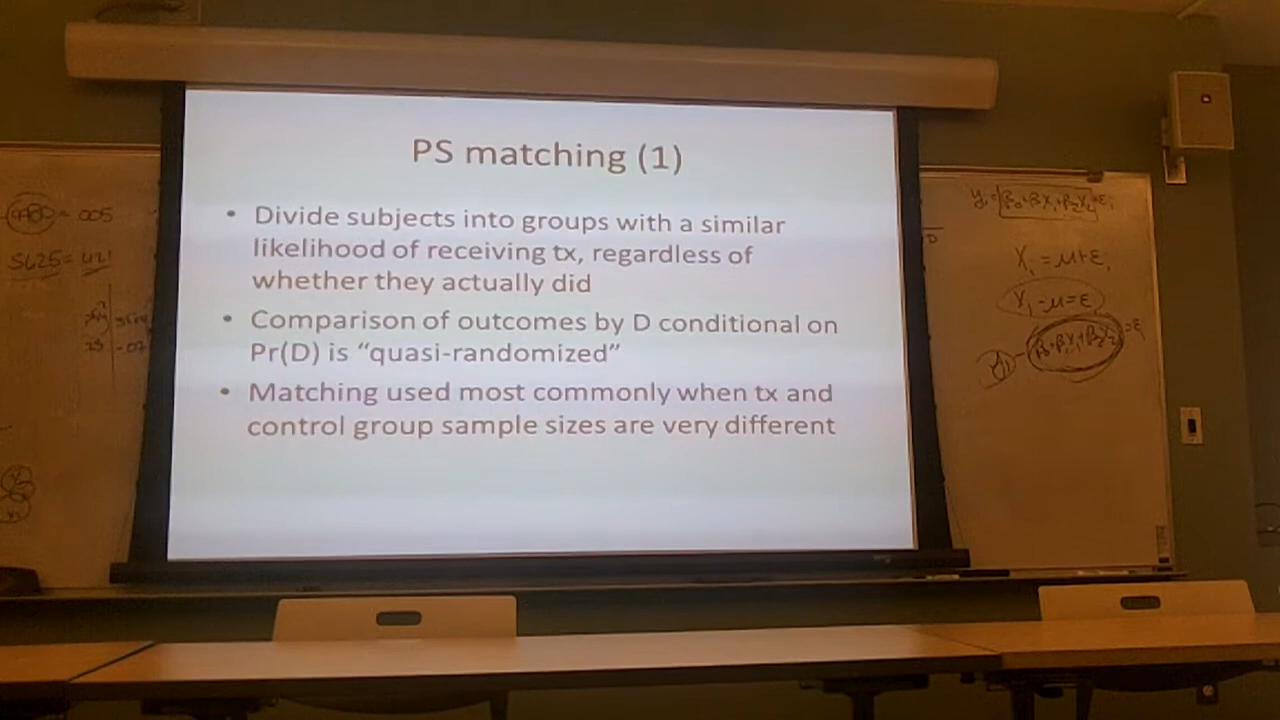 PS matching (1)
• Divide subjects into groups with a similar
likelihood of receiving tx, regardless of
whether they actually did
• Comparison of outcomes by D conditional on
Pr(D) is “quasi-randomized”
• Matching used most commonly when tx and
control group sample sizes are very different
= 005
D
X₁ = μ+ε,
Y₁-μ=ε